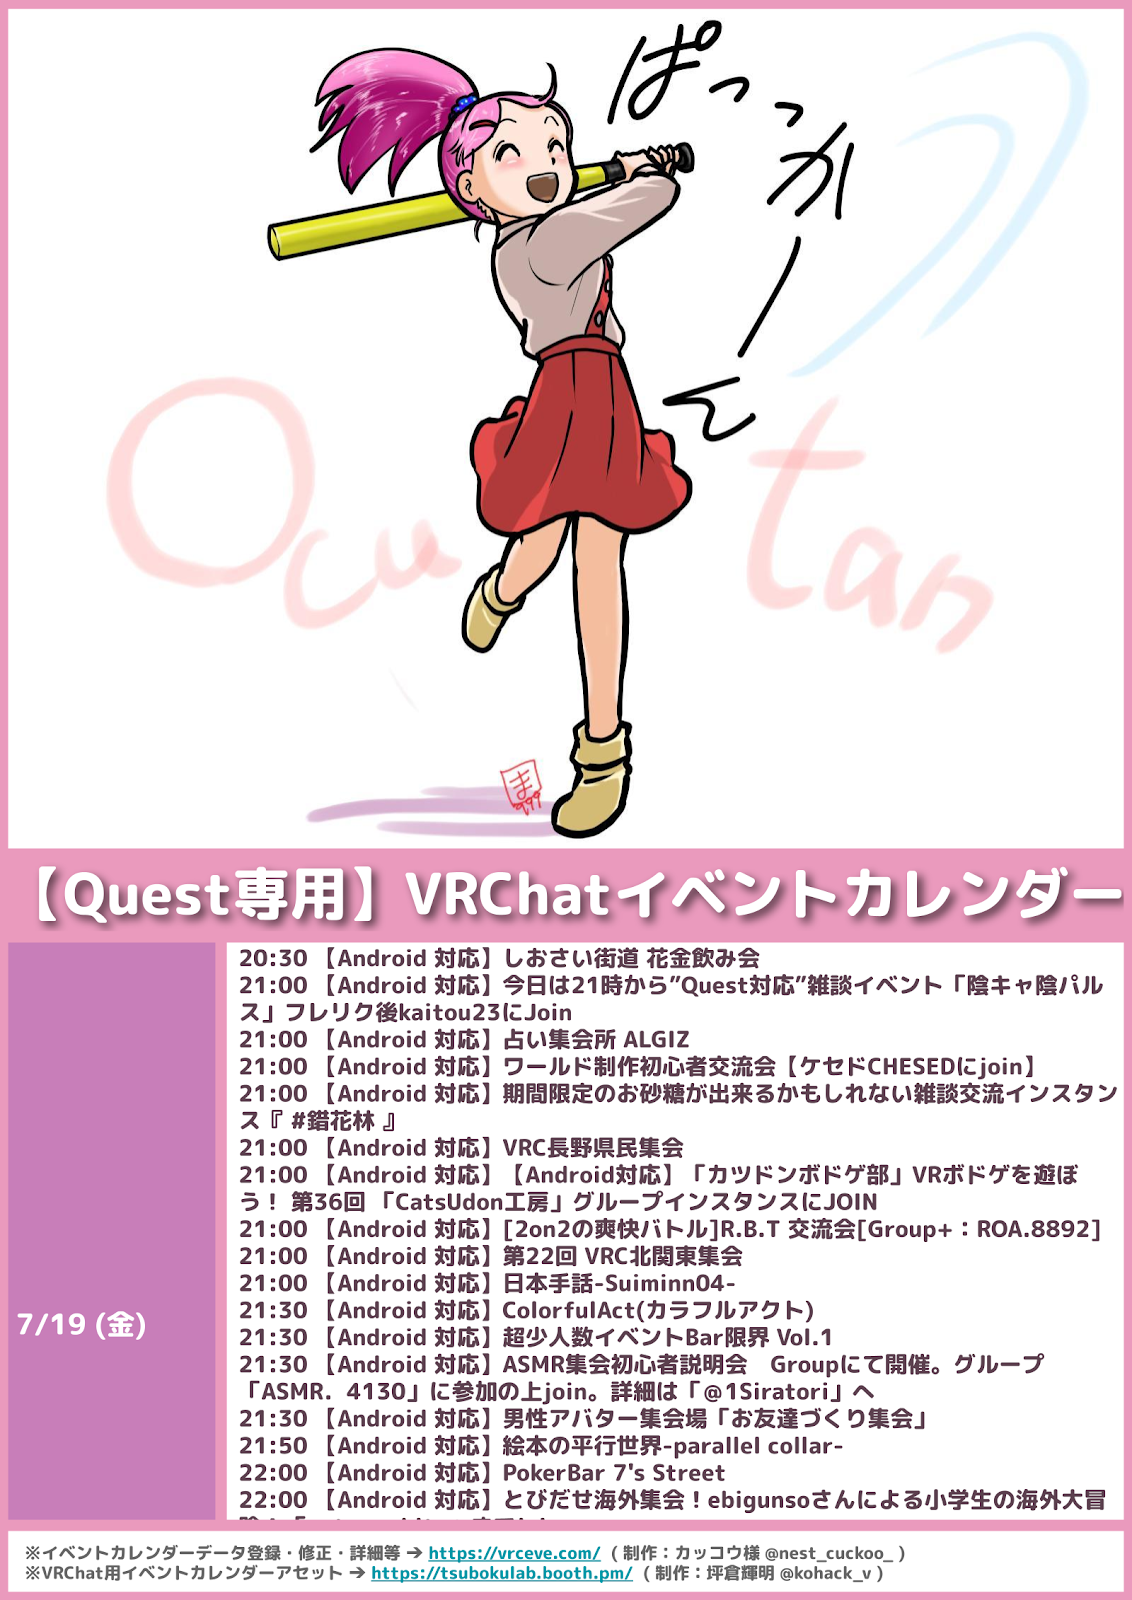 ぱっっかーん
Ocutan
ま
999
【Quest専用】VRChatイベントカレンダー
7/19 (金)
20:30 【Android 対応】しおさい街道 花金飲み会
21:00 【Android 対応】今日は21時から”Quest対応”雑談イベント「陰キャ陰パル
ス」フレリク後kaitou23にJoin
21:00 【Android 対応】占い集会所 ALGIZ
21:00 【Android 対応】ワールド制作初心者交流会【ケセドCHESEDにjoin】
21:00 【Android 対応】期間限定のお砂糖が出来るかもしれない雑談交流インスタン
ス『 #錯花林 』
21:00 【Android 対応】VRC長野県民集会
21:00 【Android 対応】【Android対応】「カツドンボドゲ部」VRボドゲを遊ぼ
う！ 第36回 「CatsUdon工房」グループインスタンスにJOIN
21:00 【Android 対応】[2on2の爽快バトル]R.B.T 交流会[Group+：ROA.8892]
21:00 【Android 対応】第22回 VRC北関東集会
21:00 【Android 対応】日本手話-Suiminn04-
21:30 【Android 対応】ColorfulAct(カラフルアクト)
21:30 【Android 対応】超少人数イベントBar限界 Vol.1
21:30 【Android 対応】ASMR集会初心者説明会　Groupにて開催。グループ
「ASMR．4130」に参加の上join。詳細は「＠1Siratori」へ
21:30 【Android 対応】男性アバター集会場「お友達づくり集会」
21:50 【Android 対応】絵本の平行世界-parallel collar-
22:00 【Android 対応】PokerBar 7's Street
22:00 【Android 対応】とびだせ海外集会！ebigunsoさんによる小学生の海外大冒
※イベントカレンダーデータ登録・修正・詳細等 ➔ https://vrceve.com/ ( 制作：カッコウ様 @nest_cuckoo_ )
※VRChat用イベントカレンダーアセット ➔ https://tsubokulab.booth.pm/ ( 制作：坪倉輝明 @kohack_v )